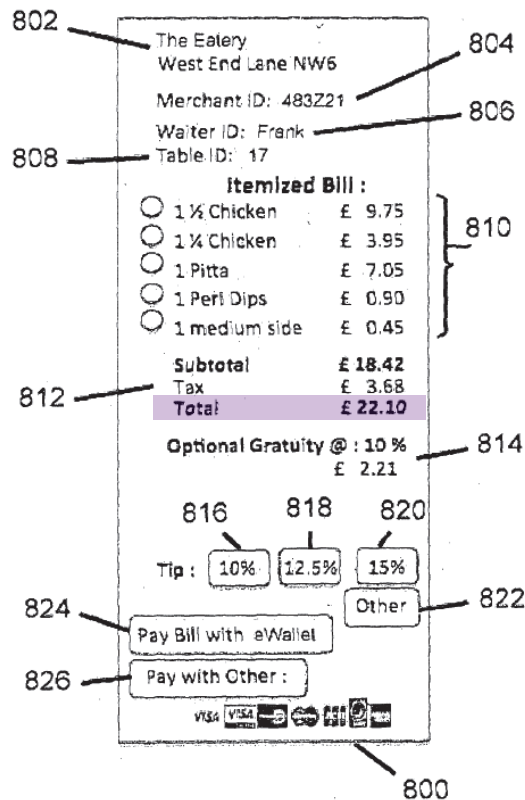 802
The Eatery
West End Lane NW6
804
Merchant ID: 483Z21
806
Waiter ID: Frank
808
Table ID: 17
Itemized Bill :
1 ½ Chicken £ 9.75
810
1 ¼ Chicken £ 3.95
1 Pitta £ 7.05
1 Peri Dips £ 0.90
1 medium side £ 0.45
Subtotal £ 18.42
812
Tax £ 3.68
Total £ 22.10
Optional Gratuity @ : 10 %
814
£ 2.21
816 818 820
Tip : 10% 12.5% 15%
824
Other
822
Pay Bill with eWallet
826
Pay with Other :
VISA VISA
800